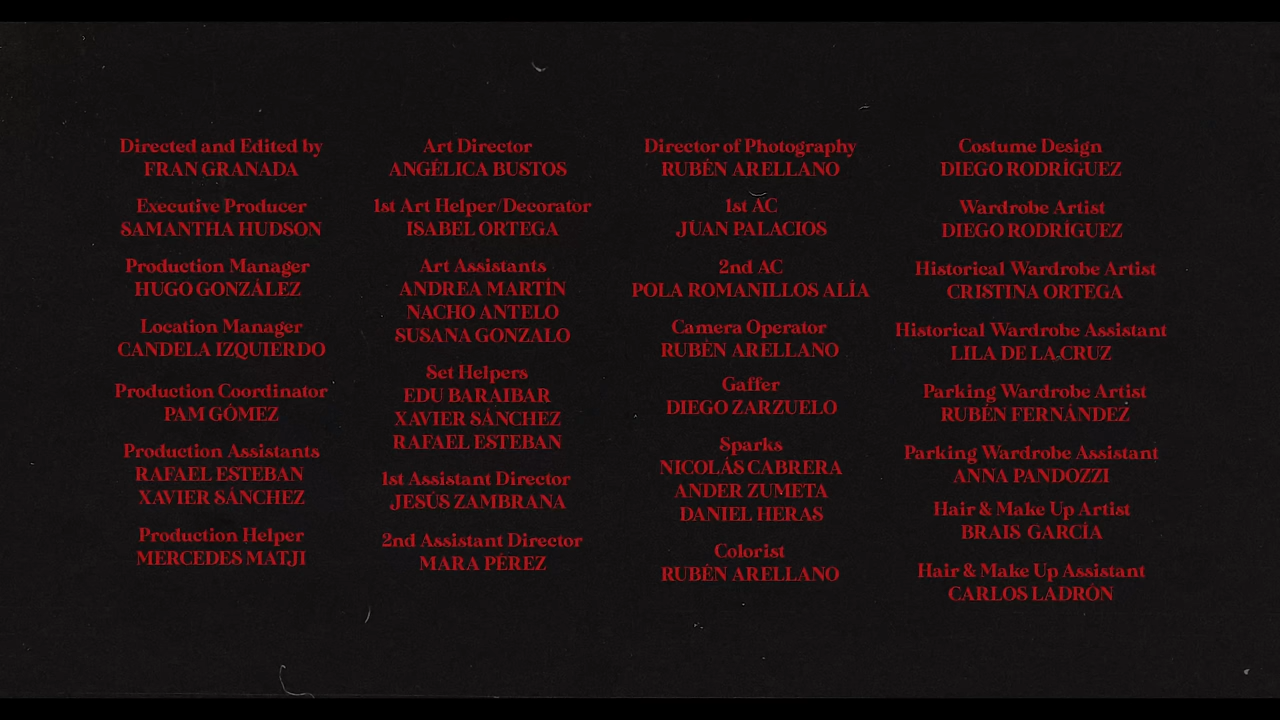 Directed and Edited by
FRAN GRANADA
Executive Producer
SAMANTHA HUDSON
Production Manager
HUGO GONZÁLEZ
Location Manager
CANDELA IZQUIERDO
Production Coordinator
PAM GÓMEZ
Production Assistants
RAFAEL ESTEBAN
XAVIER SÁNCHEZ
Production Helper
MERCEDES MATJI
Art Director
ANGÉLICA BUSTOS
1st Art Helper/Decorator
ISABEL ORTEGA
Art Assistants
ANDREA MARTÍN
NACHO ANTELO
SUSANA GONZALO
Set Helpers
EDU BARAIBAR
XAVIER SÁNCHEZ
RAFAEL ESTEBAN
1st Assistant Director
JESÚS ZAMBRANA
2nd Assistant Director
MARA PÉREZ
Director of Photography
RUBÉN ARELLANO
1st AC
JUAN PALACIOS
2nd AC
POLA ROMANILLOS ALÍA
Camera Operator
RUBÉN ARELLANO
Gaffer
DIEGO ZARZUELO
Sparks
NICOLÁS CABRERA
ANDER ZUMETA
DANIEL HERAS
Colorist
RUBÉN ARELLANO
Costume Design
DIEGO RODRÍGUEZ
Wardrobe Artist
DIEGO RODRÍGUEZ
Historical Wardrobe Artist
CRISTINA ORTEGA
Historical Wardrobe Assistant
LILA DE LA CRUZ
Parking Wardrobe Artist
RUBÉN FERNÁNDEZ
Parking Wardrobe Assistant
ANNA PANDOZZI
Hair & Make Up Artist
BRAIS GARCÍA
Hair & Make Up Assistant
CARLOS LADRÓN